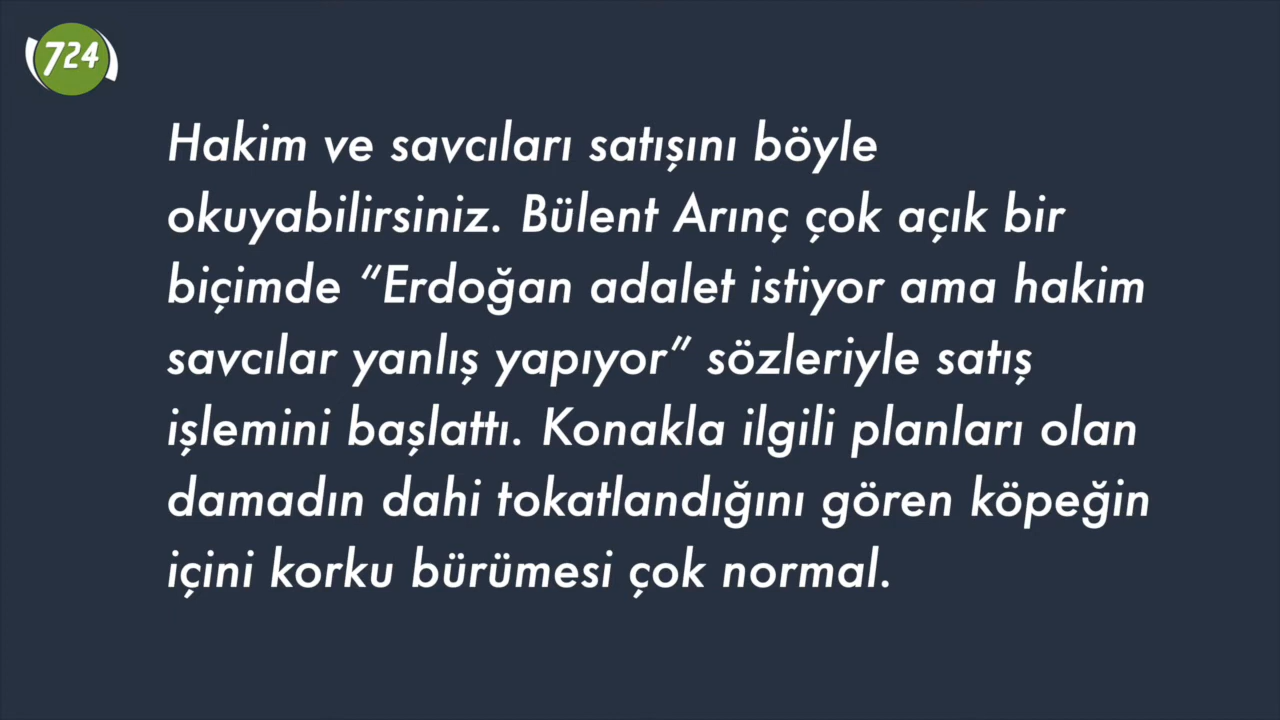 724
Hakim ve savcıları satışını böyle
okuyabilirsiniz. Bülent Arınç çok açık bir
biçimde “Erdoğan adalet istiyor ama hakim
savcılar yanlış yapıyor” sözleriyle satış
işlemini başlattı. Konakla ilgili planları olan
damadın dahi tokatlandığını gören köpeğin
içini korku bürümesi çok normal.